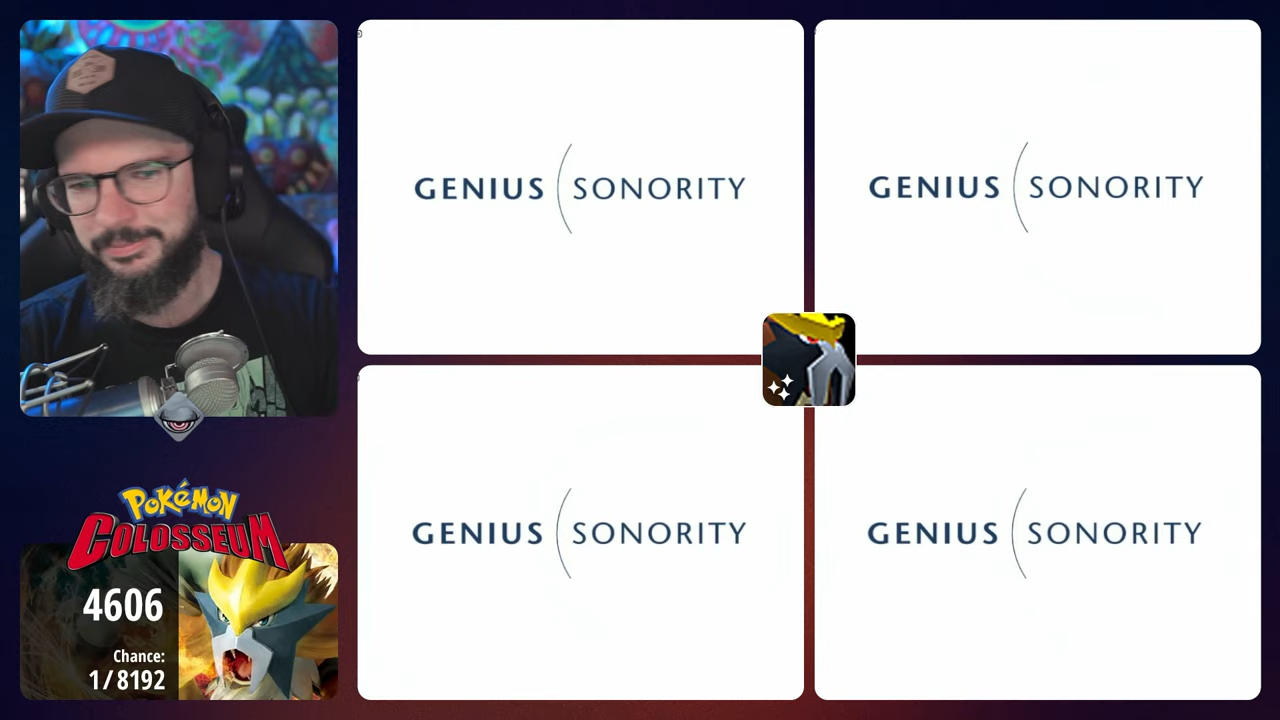 GENIUS SONORITY
GENIUS SONORITY
GENIUS SONORITY
GENIUS SONORITY
POKéMON
COLOSSEUM
4606
Chance:
1/8192